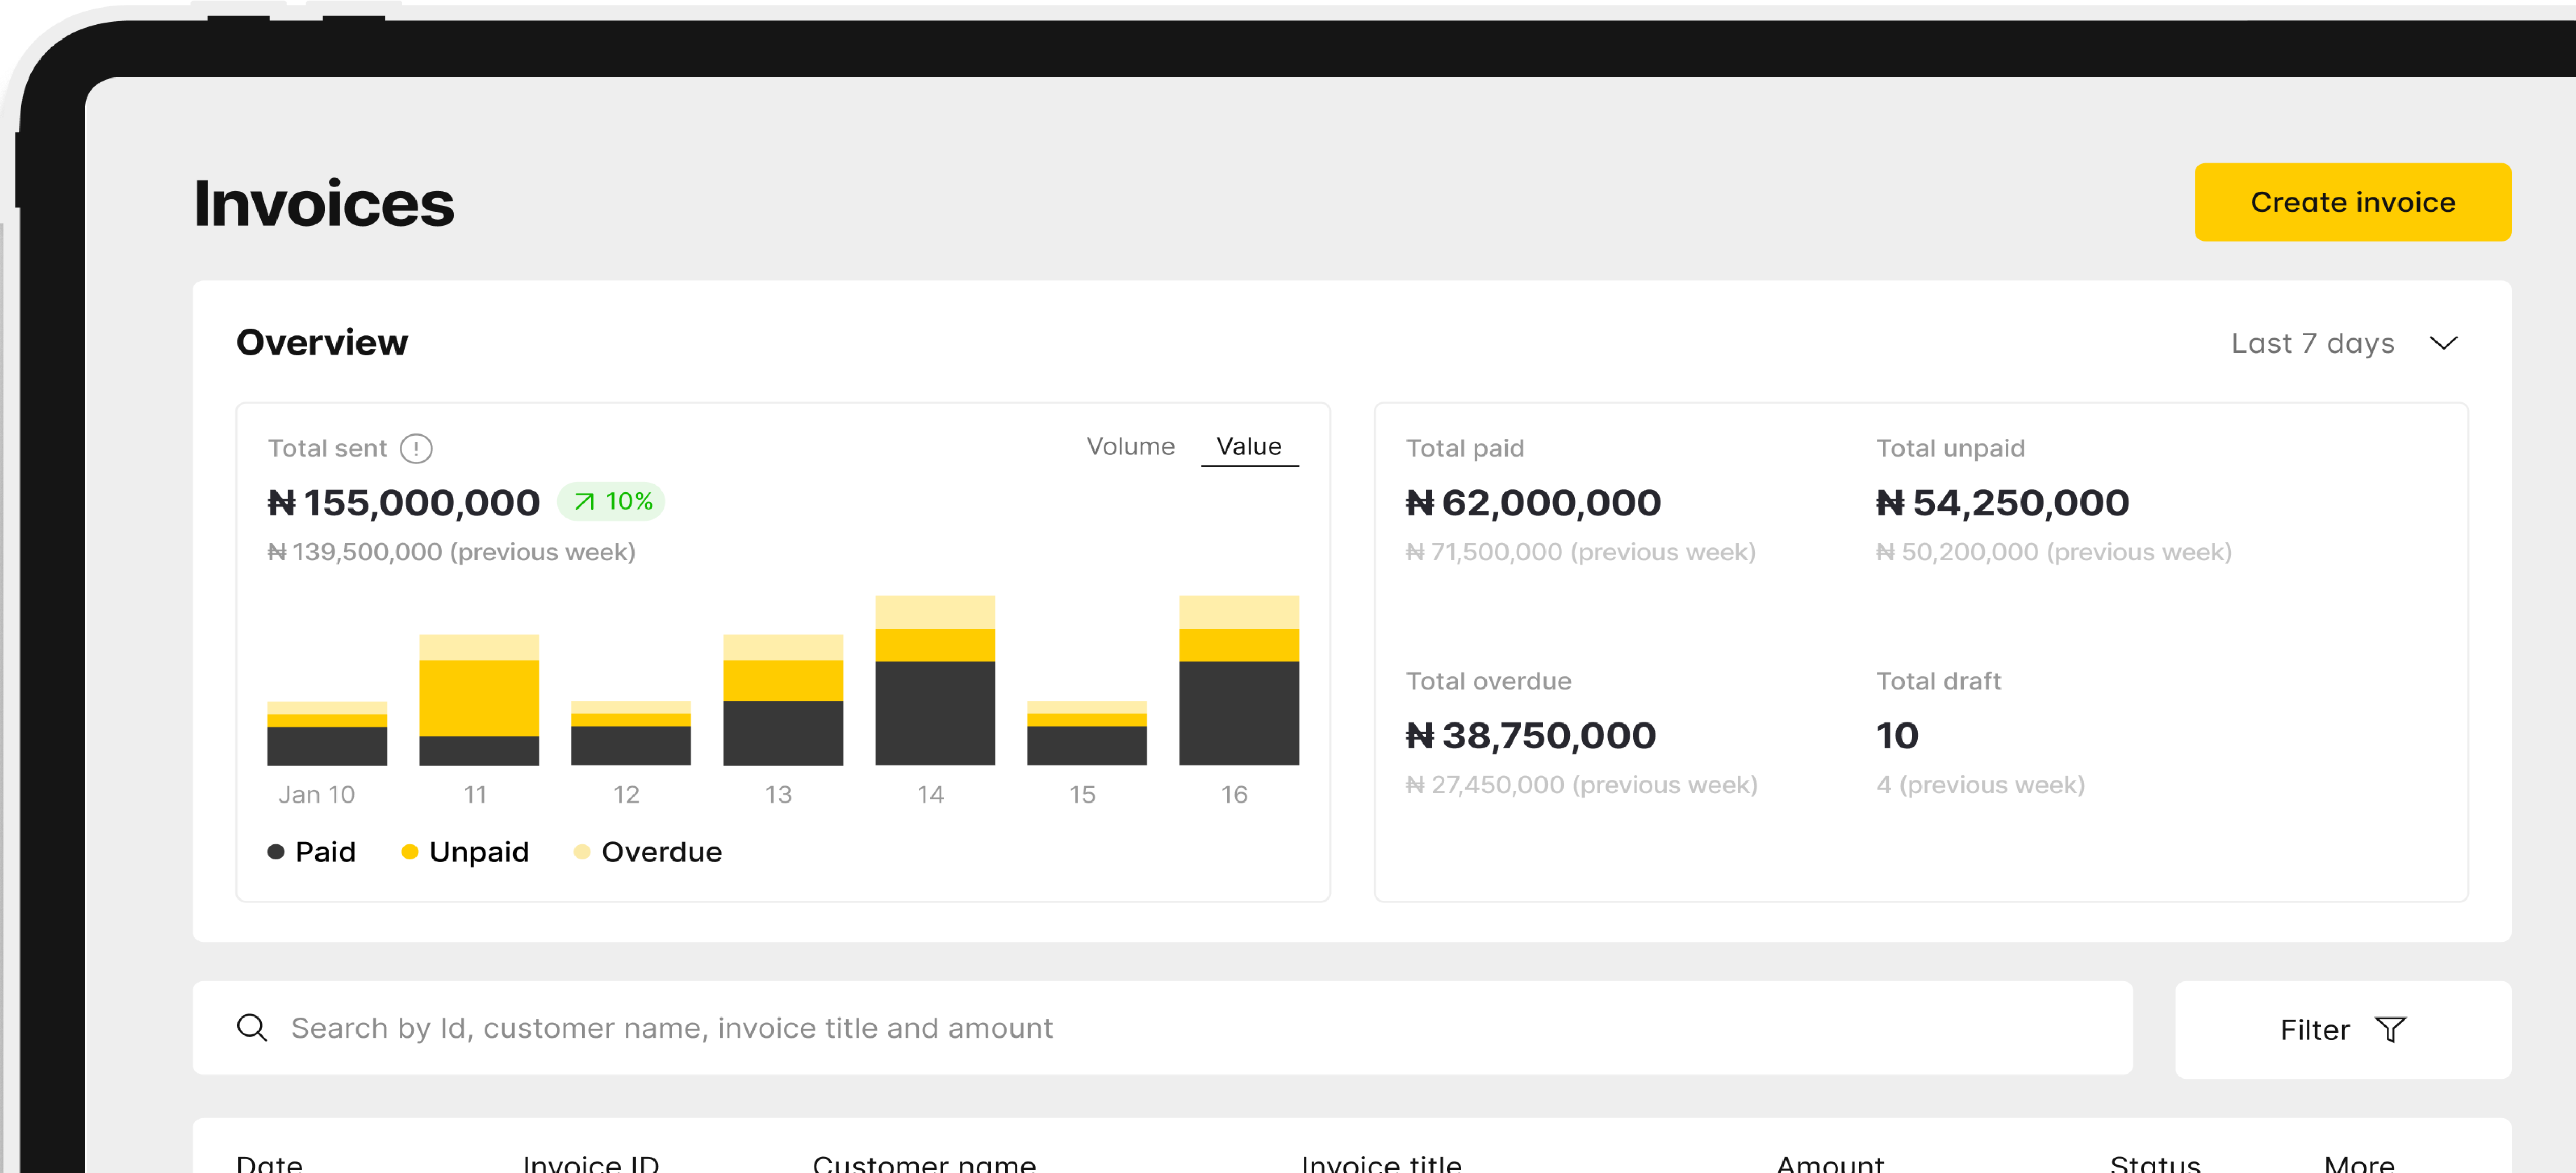 Invoices
Create invoice
Overview
Last 7 days
Total sent
Volume Value
₦ 155,000,000 10%
₦ 139,500,000 (previous week)
Jan 10 11 12 13 14 15 16
Paid Unpaid Overdue
Total paid
₦ 62,000,000
₦ 71,500,000 (previous week)
Total unpaid
₦ 54,250,000
₦ 50,200,000 (previous week)
Total overdue
₦ 38,750,000
₦ 27,450,000 (previous week)
Total draft
10
4 (previous week)
Search by Id, customer name, invoice title and amount
Filter
Date Invoice ID Customer name Invoice title Amount Status More